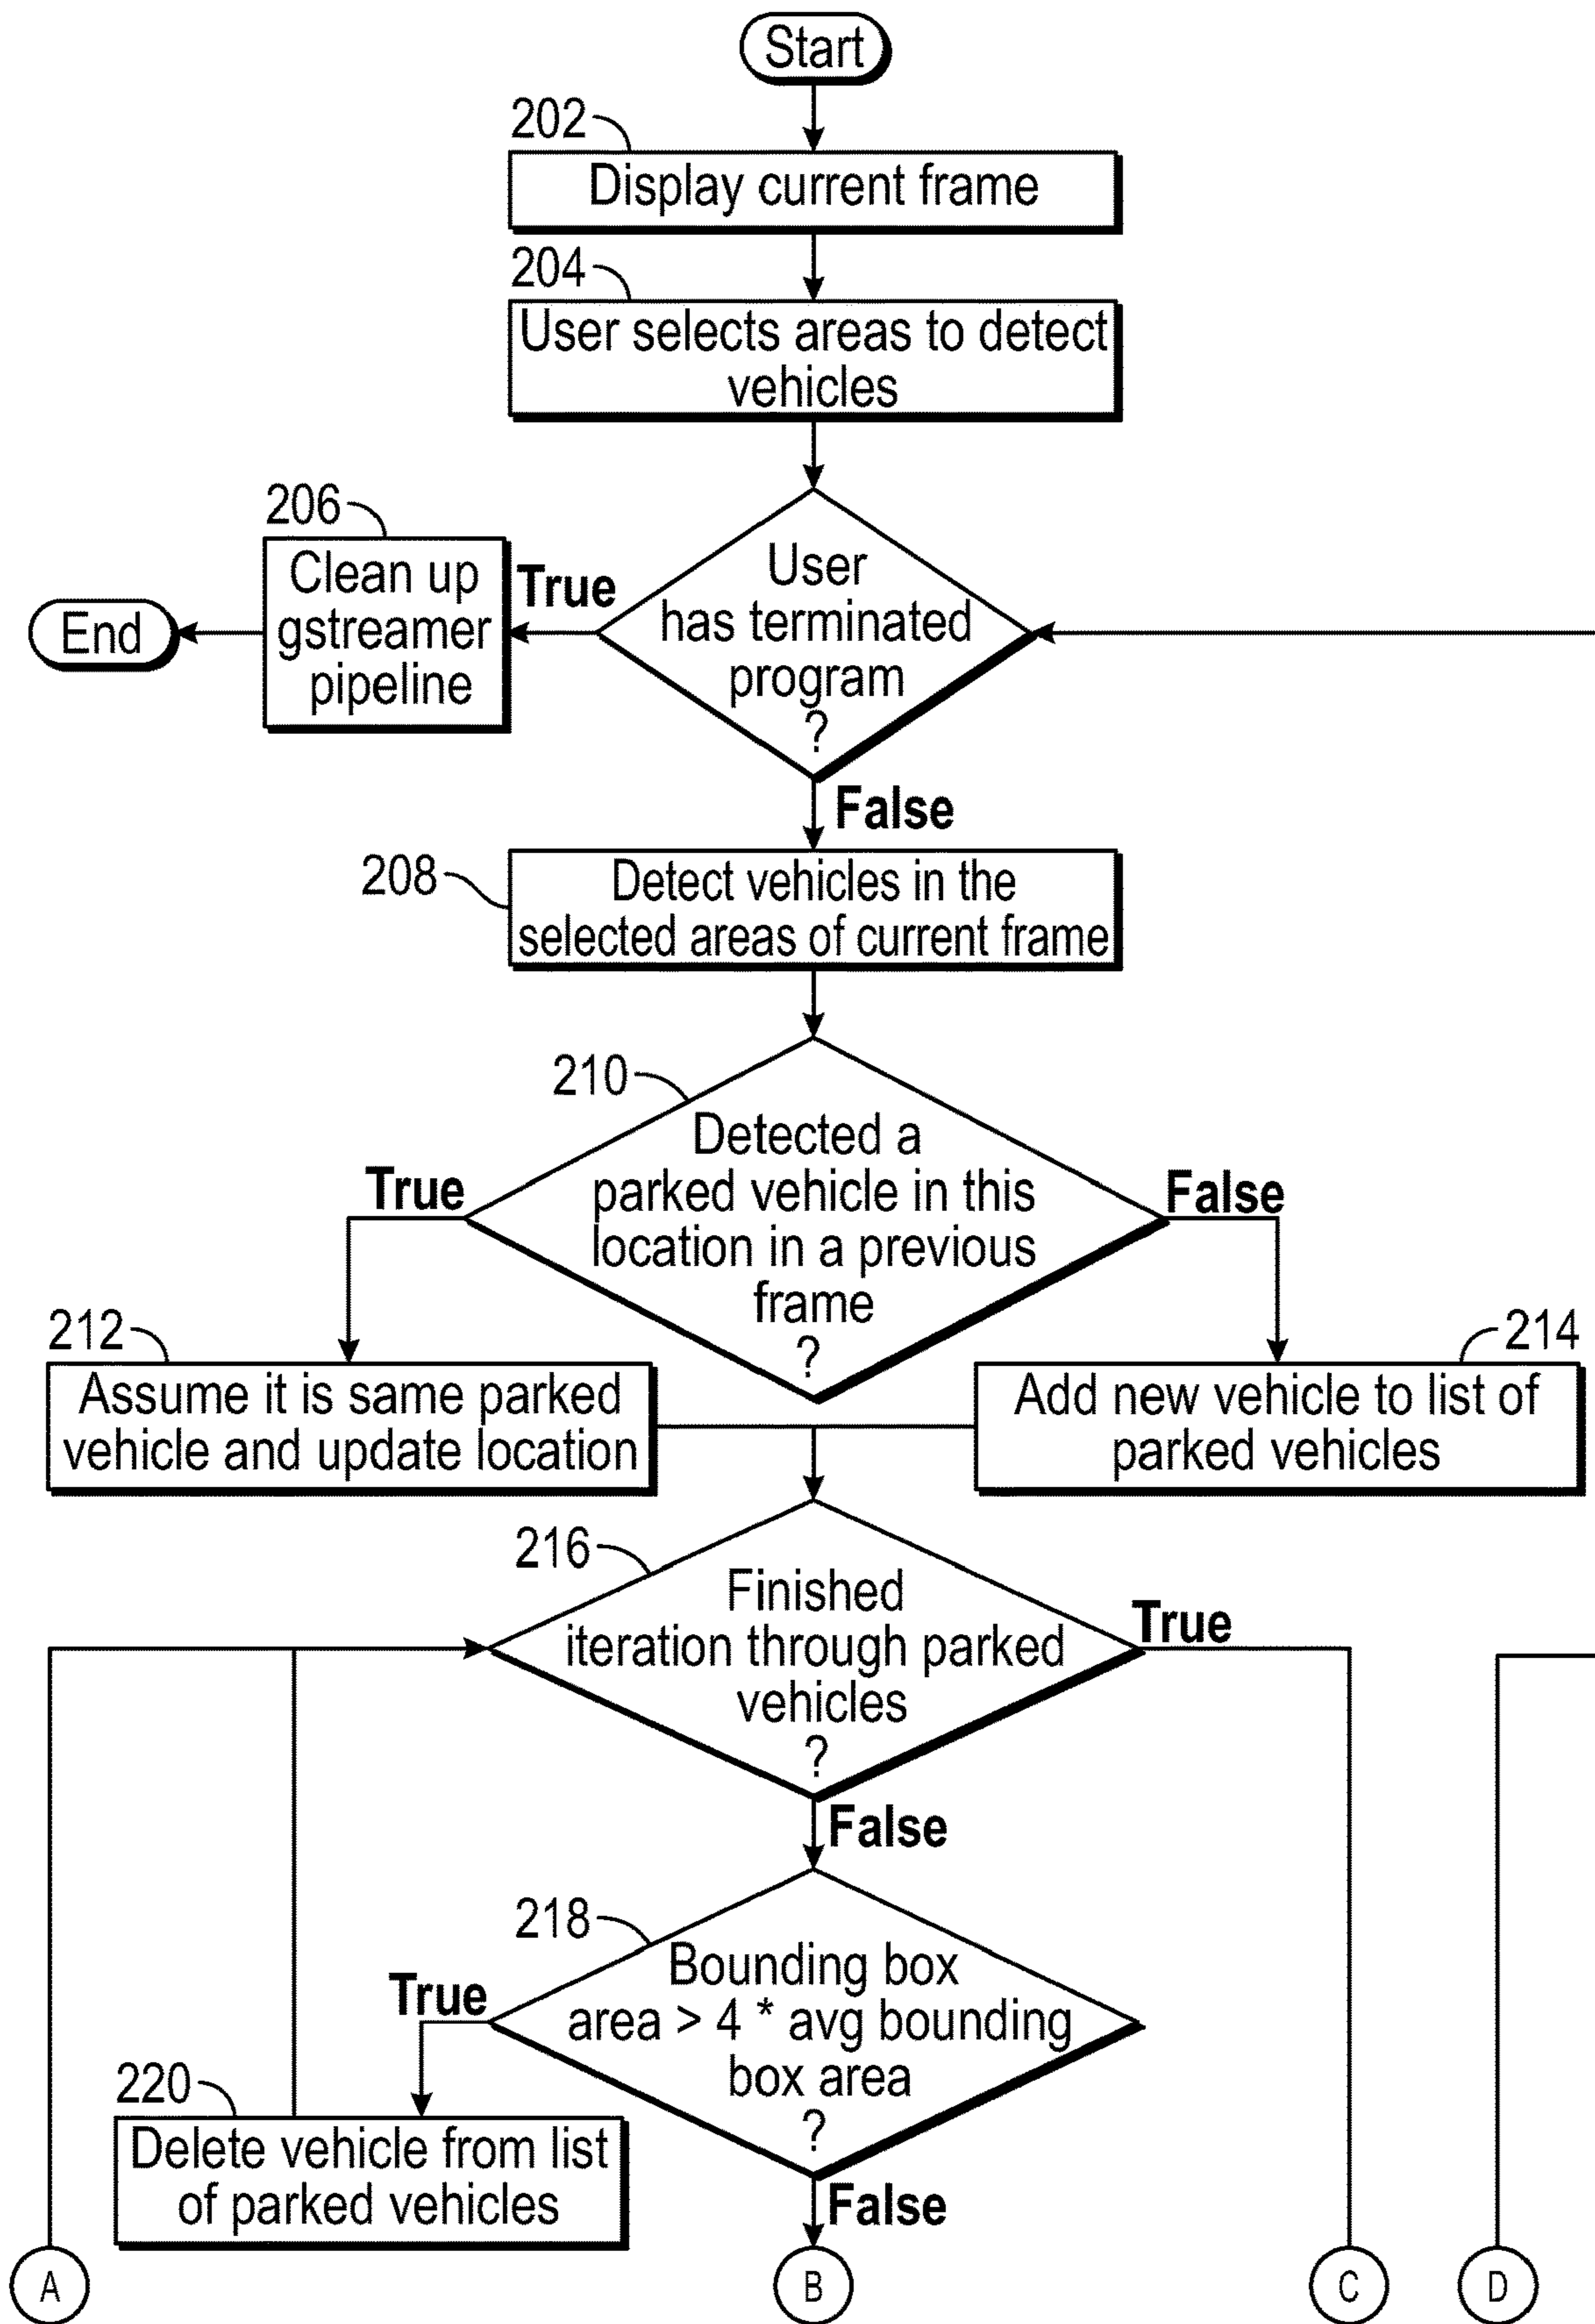 Start
202
Display current frame
204
User selects areas to detect
vehicles
206
Clean up
gstreamer
pipeline
End
True
User
has terminated
program
?
False
208
Detect vehicles in the
selected areas of current frame
210
Detected a
parked vehicle in this
location in a previous
frame
?
True
False
212
Assume it is same parked
vehicle and update location
214
Add new vehicle to list of
parked vehicles
216
Finished
iteration through parked
vehicles
?
True
False
218
Bounding box
area > 4 * avg bounding
box area
?
True
220
Delete vehicle from list
of parked vehicles
False
A
B
C
D